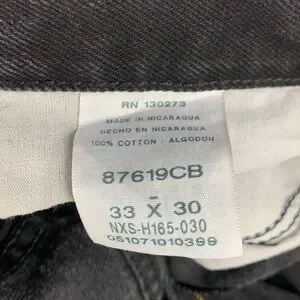 RN 130273
MADE IN NICARAGUA
HECHO EN NICARAGUA
100% COTTON / ALGODON
87619CB
-
33 X 30
NXS-H165-030
051071010399